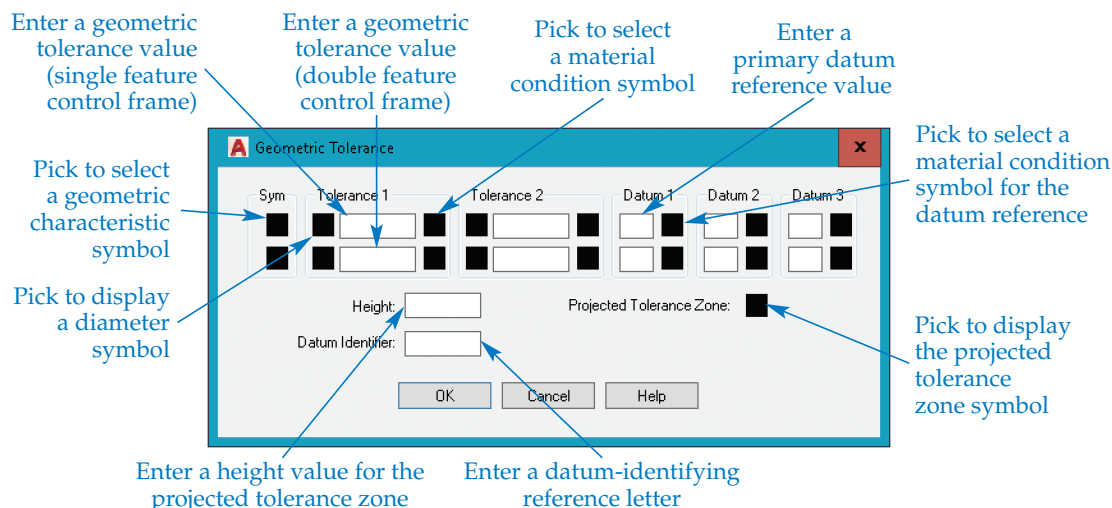 Enter a geometric
tolerance value
(single feature
control frame)
Enter a geometric
tolerance value
(double feature
control frame)
Pick to select
a material
condition symbol
Enter a
primary datum
reference value
Pick to select a
material condition
symbol for the
datum reference
Pick to select
a geometric
characteristic
symbol
Pick to display
a diameter
symbol
A Geometric Tolerance x
Sym Tolerance 1 Tolerance 2 Datum 1 Datum 2 Datum 3
Height: Projected Tolerance Zone:
Datum Identifier:
OK Cancel Help
Pick to display
the projected
tolerance
zone symbol
Enter a height value for the
projected tolerance zone
Enter a datum-identifying
reference letter